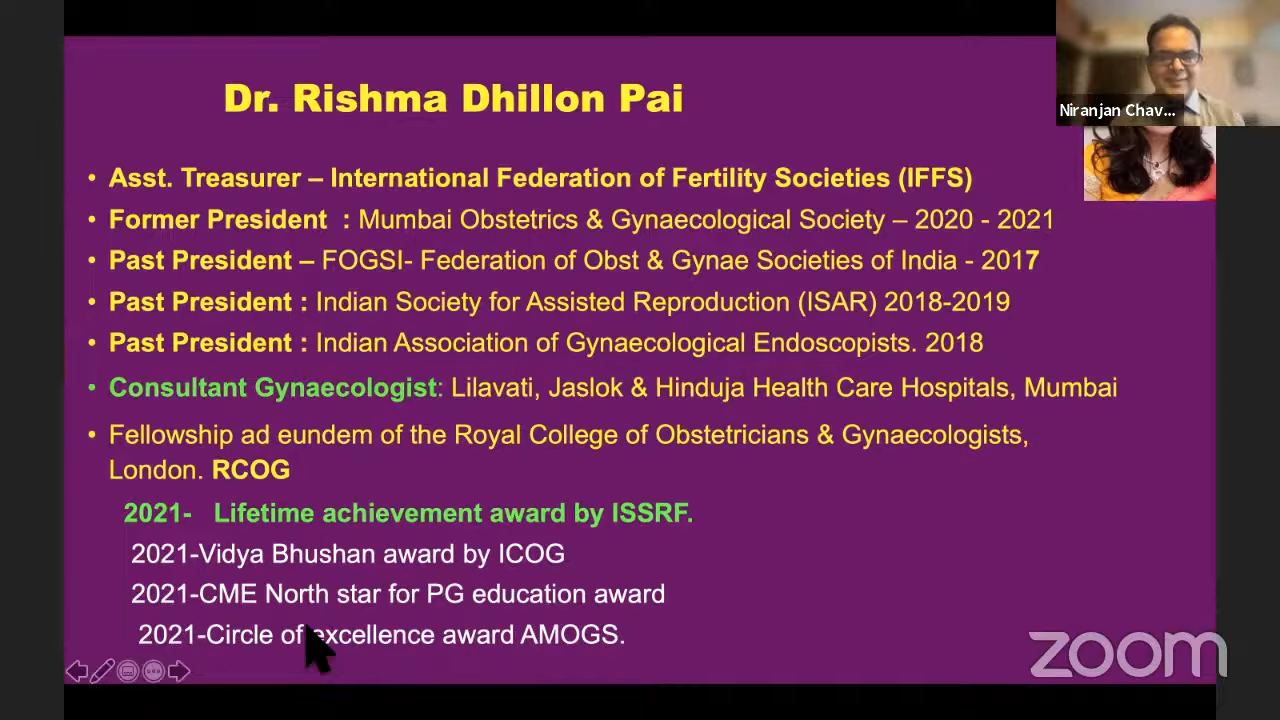 Dr. Rishma Dhillon Pai
Niranjan Chav...
• Asst. Treasurer – International Federation of Fertility Societies (IFFS)
• Former President : Mumbai Obstetrics & Gynaecological Society – 2020 - 2021
• Past President – FOGSI- Federation of Obst & Gynae Societies of India - 2017
• Past President : Indian Society for Assisted Reproduction (ISAR) 2018-2019
• Past President : Indian Association of Gynaecological Endoscopists. 2018
• Consultant Gynaecologist: Lilavati, Jaslok & Hinduja Health Care Hospitals, Mumbai
• Fellowship ad eundem of the Royal College of Obstetricians & Gynaecologists,
London. RCOG
2021- Lifetime achievement award by ISSRF.
2021-Vidya Bhushan award by ICOG
2021-CME North star for PG education award
2021-Circle of excellence award AMOGS.
zoom